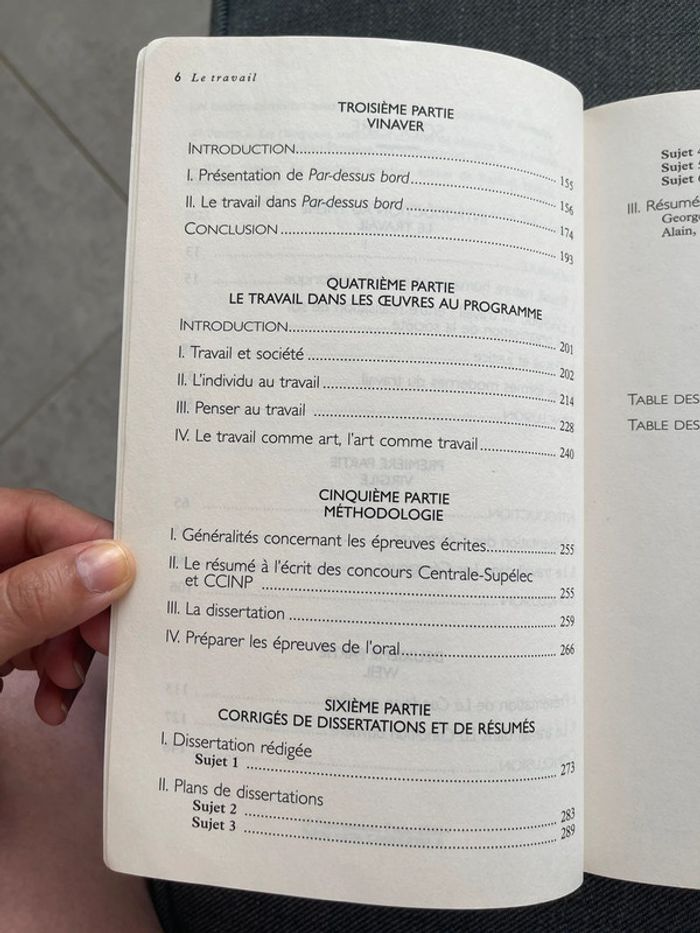 6 Le travail
TROISIÈME PARTIE
VINAVER
INTRODUCTION 155
I. Présentation de Par-dessus bord 156
II. Le travail dans Par-dessus bord 174
CONCLUSION 193
QUATRIÈME PARTIE
LE TRAVAIL DANS LES ŒUVRES AU PROGRAMME
INTRODUCTION 201
I. Travail et société 202
II. L'individu au travail 214
III. Penser au travail 228
IV. Le travail comme art, l'art comme travail 240
CINQUIÈME PARTIE
MÉTHODOLOGIE
I. Généralités concernant les épreuves écrites 255
II. Le résumé à l'écrit des concours Centrale-Supélec
et CCINP 255
III. La dissertation 259
IV. Préparer les épreuves de l'oral 266
SIXIÈME PARTIE
CORRIGÉS DE DISSERTATIONS ET DE RÉSUMÉS
I. Dissertation rédigée
Sujet 1 273
II. Plans de dissertations
Sujet 2 283
Sujet 3 289
Sujet
Sujet
Sujet
III. Résumé
Alain,
TABLE DES
TABLE DES